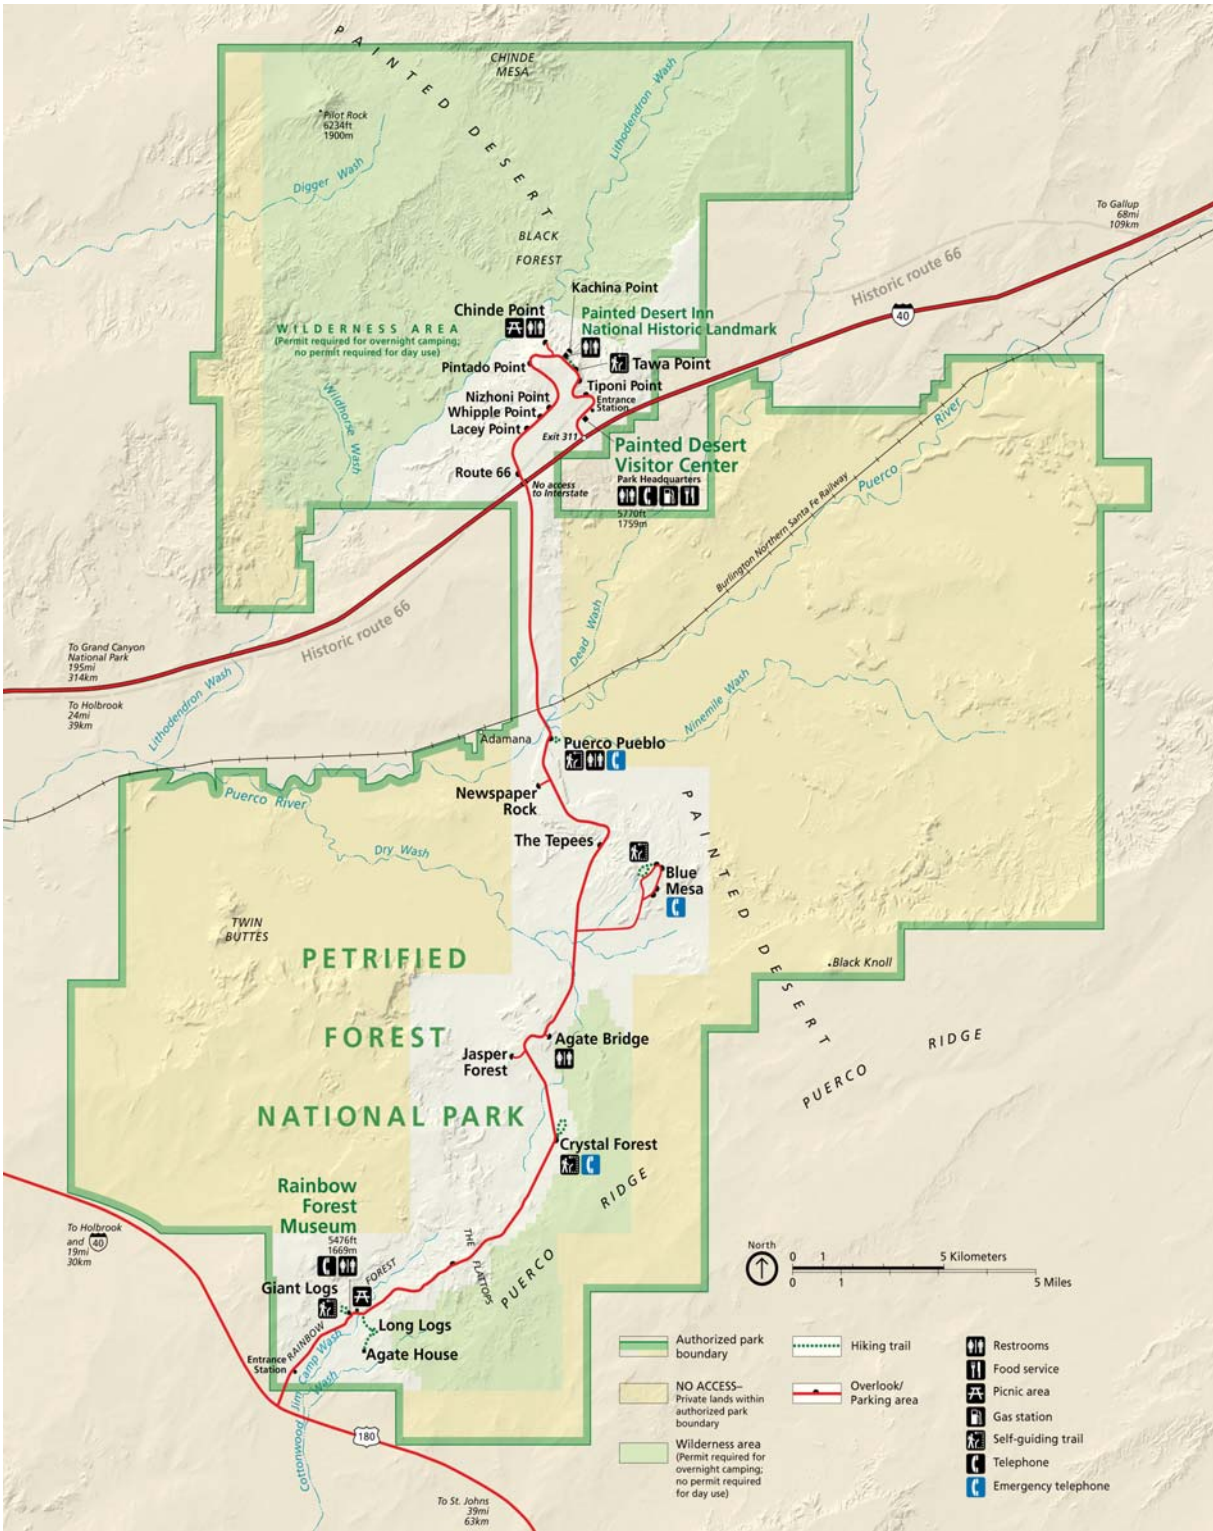 PAINTED DESERT
CHINDE
MESA
Pilot Rock
6234ft
1900m
Lithodendron Wash
Digger Wash
BLACK
FOREST
To Gallup
68mi
109km
Historic route 66
40
Kachina Point
Chinde Point
Painted Desert Inn
National Historic Landmark
WILDERNESS AREA
(Permit required for overnight camping;
no permit required for day use)
Pintado Point
Tawa Point
Tiponi Point
Nizhoni Point
Entrance
Station
Whipple Point
Lacey Point
Exit 311
Wildhorse Wash
Painted Desert
Visitor Center
Park Headquarters
5770ft
1759m
Route 66
No access
to Interstate
Puerco River
Burlington Northern Santa Fe Railway
Historic route 66
Dead Wash
To Grand Canyon
National Park
195mi
314km
To Holbrook
24mi
39km
Lithodendron Wash
Ninemile Wash
Adamana
Puerco Pueblo
Puerco River
Newspaper
Rock
PAINTED DESERT
The Tepees
Dry Wash
Blue
Mesa
TWIN
BUTTES
PETRIFIED
FOREST
NATIONAL PARK
Black Knoll
Agate Bridge
Jasper
Forest
PUERCO RIDGE
Crystal Forest
PUERCO RIDGE
Rainbow
Forest
Museum
5476ft
1669m
To Holbrook
and 40
19mi
30km
THE FLATTOPS
Giant Logs
RAINBOW FOREST
Long Logs
Agate House
Entrance
Station
Jim Camp Wash
Cottonwood Wash
180
To St. Johns
39mi
63km
North
0 1 5 Kilometers
0 1 5 Miles
Authorized park
boundary
NO ACCESS–
Private lands within
authorized park
boundary
Wilderness area
(Permit required for
overnight camping;
no permit required
for day use)
Hiking trail
Overlook/
Parking area
Restrooms
Food service
Picnic area
Gas station
Self-guiding trail
Telephone
Emergency telephone